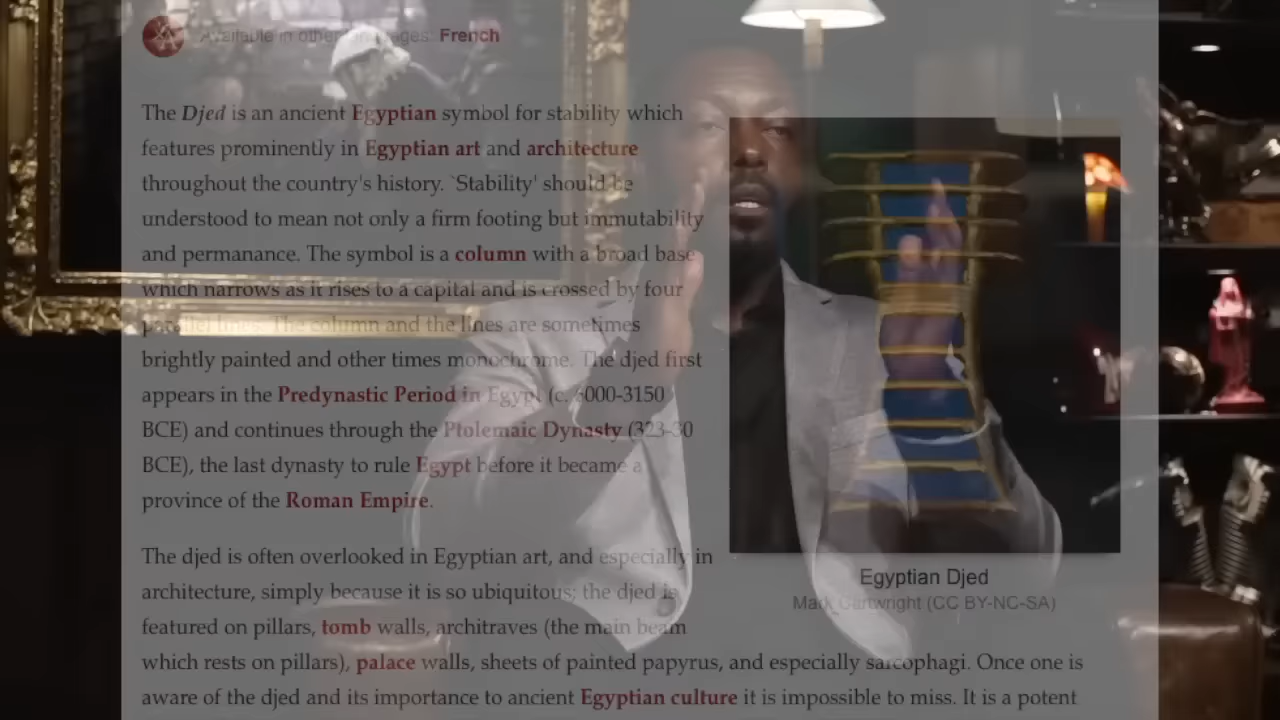 Available in other languages: French
The Djed is an ancient Egyptian symbol for stability which
features prominently in Egyptian art and architecture
throughout the country's history. `Stability' should be
understood to mean not only a firm footing but immutability
and permanance. The symbol is a column with a broad base
which narrows as it rises to a capital and is crossed by four
parallel lines. The column and the lines are sometimes
brightly painted and other times monochrome. The djed first
appears in the Predynastic Period in Egypt (c. 6000-3150
BCE) and continues through the Ptolemaic Dynasty (323-30
BCE), the last dynasty to rule Egypt before it became a
province of the Roman Empire.
The djed is often overlooked in Egyptian art, and especially in
architecture, simply because it is so ubiquitous; the djed is
featured on pillars, tomb walls, architraves (the main beam
which rests on pillars), palace walls, sheets of painted papyrus, and especially sarcophagi. Once one is
aware of the djed and its importance to ancient Egyptian culture it is impossible to miss. It is a potent
Egyptian Djed
Mark Cartwright (CC BY-NC-SA)